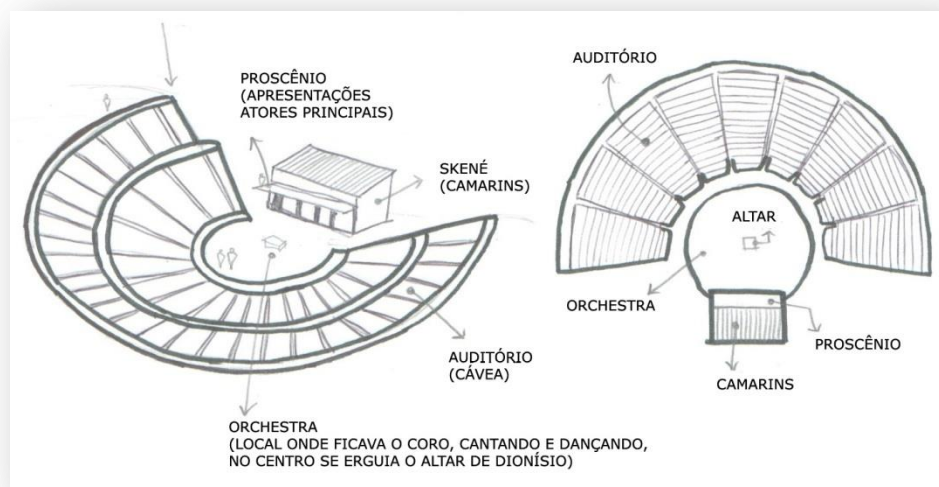 PROSCÊNIO
(APRESENTAÇÕES
ATORES PRINCIPAIS)
SKENÉ
(CAMARINS)
AUDITÓRIO
(CÁVEA)
ORCHESTRA
(LOCAL ONDE FICAVA O CORO, CANTANDO E DANÇANDO,
NO CENTRO SE ERGUIA O ALTAR DE DIONÍSIO)
AUDITÓRIO
ALTAR
ORCHESTRA
PROSCÊNIO
CAMARINS